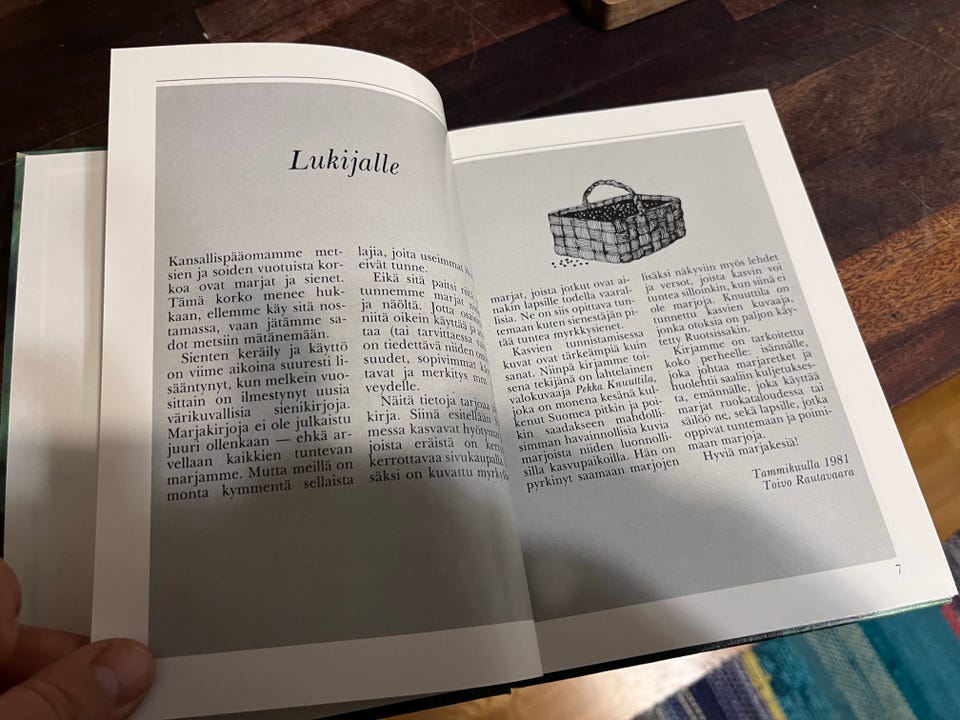 Lukijalle
Kansallispääomamme met-
sien ja soiden vuotuista kor-
koa ovat marjat ja sienet.
Tämä korko menee huk-
kaan, ellemme käy sitä nos-
tamassa, vaan jätämme sa-
dot metsiin mätänemään.
Sienten keräily ja käyttö
on viime aikoina suuresti li-
sääntynyt, kun melkein vuo-
sittain on ilmestynyt uusia
värikuvallisia sienikirjoja.
Marjakirjoja ei ole julkaistu
juuri ollenkaan — ehkä ar-
vellaan kaikkien tuntevan
marjamme. Mutta meillä on
monta kymmentä sellaista
lajia, joita useimmat
eivät tunne.
Eikä sitä paitsi
tunnemme marjat
ja näöltä. Jotta
niitä oikein käyttää ja
taa (tai tarvittaessa
on tiedettävä niiden
suudet, sopivimmat
tavat ja merkitys mm.
veydelle.
Näitä tietoja tarjoaa
kirja. Siinä esitellään
messa kasvavat
joista eräistä on
kerrottavaa sivukaupalla.
säksi on kuvattu
marjat, joista jotkut ovat ai-
nakin lapsille todella vaaral-
lisia. Ne on siis opittava tun-
temaan kuten sienestäjän pi-
tää tuntea myrkkysienet.
Kasvien tunnistamisessa
kuvat ovat tärkeämpiä kuin
sanat. Niinpä kirjamme toi-
sena tekijänä on lahtelainen
valokuvaaja Pekka Knuuttila,
joka on monena kesänä kul-
kenut Suomea pitkin ja poi-
kin saadakseen mahdolli-
simman havainnollisia kuvia
marjoista niiden luonnolli-
silla kasvupaikoilla. Hän on
pyrkinyt saamaan marjojen
lisäksi näkyviin myös lehdet
ja versot, joista kasvin voi
tuntea silloinkin, kun siinä ei
ole marjoja. Knuuttila on
tunnettu kasvien kuvaaja,
jonka otoksia on paljon käy-
tetty Ruotsissakin.
Kirjamme on tarkoitettu
koko perheelle: isännälle,
joka johtaa marjaretket ja
huolehtii saaliin kuljetukses-
ta, emännälle, joka käyttää
marjat ruokataloudessa tai
säilöö ne, sekä lapsille, jotka
oppivat tuntemaan ja poimi-
maan marjoja.
Hyviä marjakesiä!
Tammikuulla 1981
Toivo Rautavaara
7